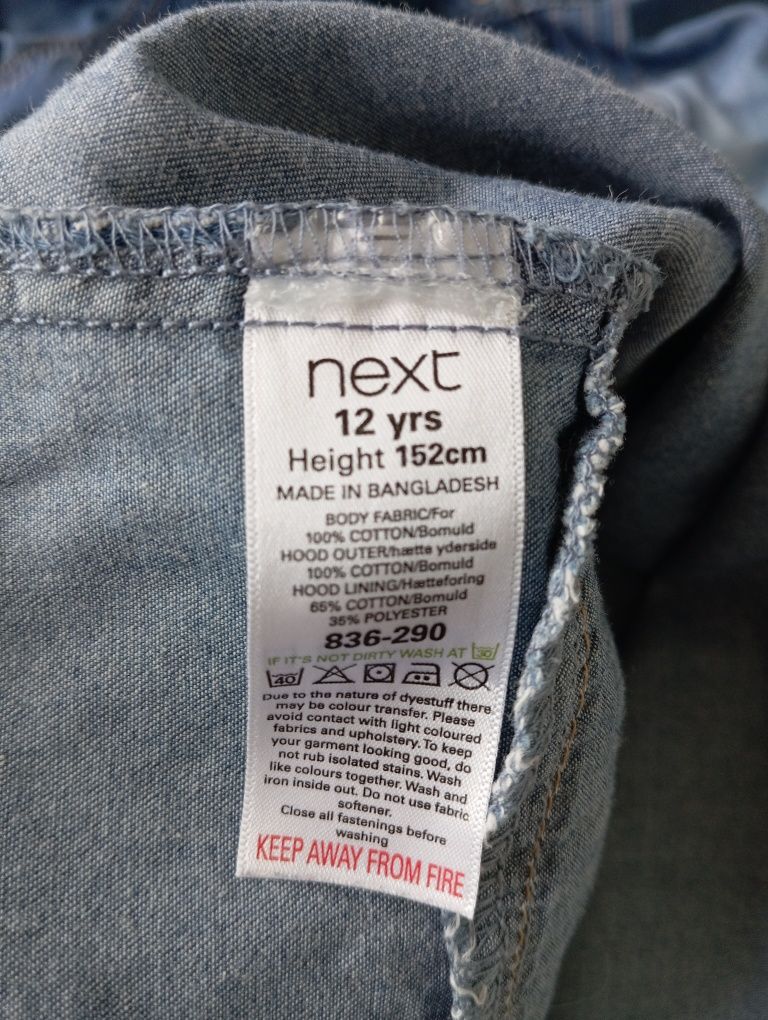 next
12 yrs
Height 152cm
MADE IN BANGLADESH
BODY FABRIC/For
100% COTTON/Bomuld
HOOD OUTER/hætte yderside
100% COTTON/Bomuld
HOOD LINING/Hætteforing
65% COTTON/Bomuld
35% POLYESTER
836-290
IF IT'S NOT DIRTY WASH AT 30
40
Due to the nature of dyestuff there
may be colour transfer. Please
avoid contact with light coloured
fabrics and upholstery. To keep
your garment looking good, do
not rub isolated stains. Wash
like colours together. Wash and
iron inside out. Do not use fabric
softener.
Close all fastenings before
washing
KEEP AWAY FROM FIRE